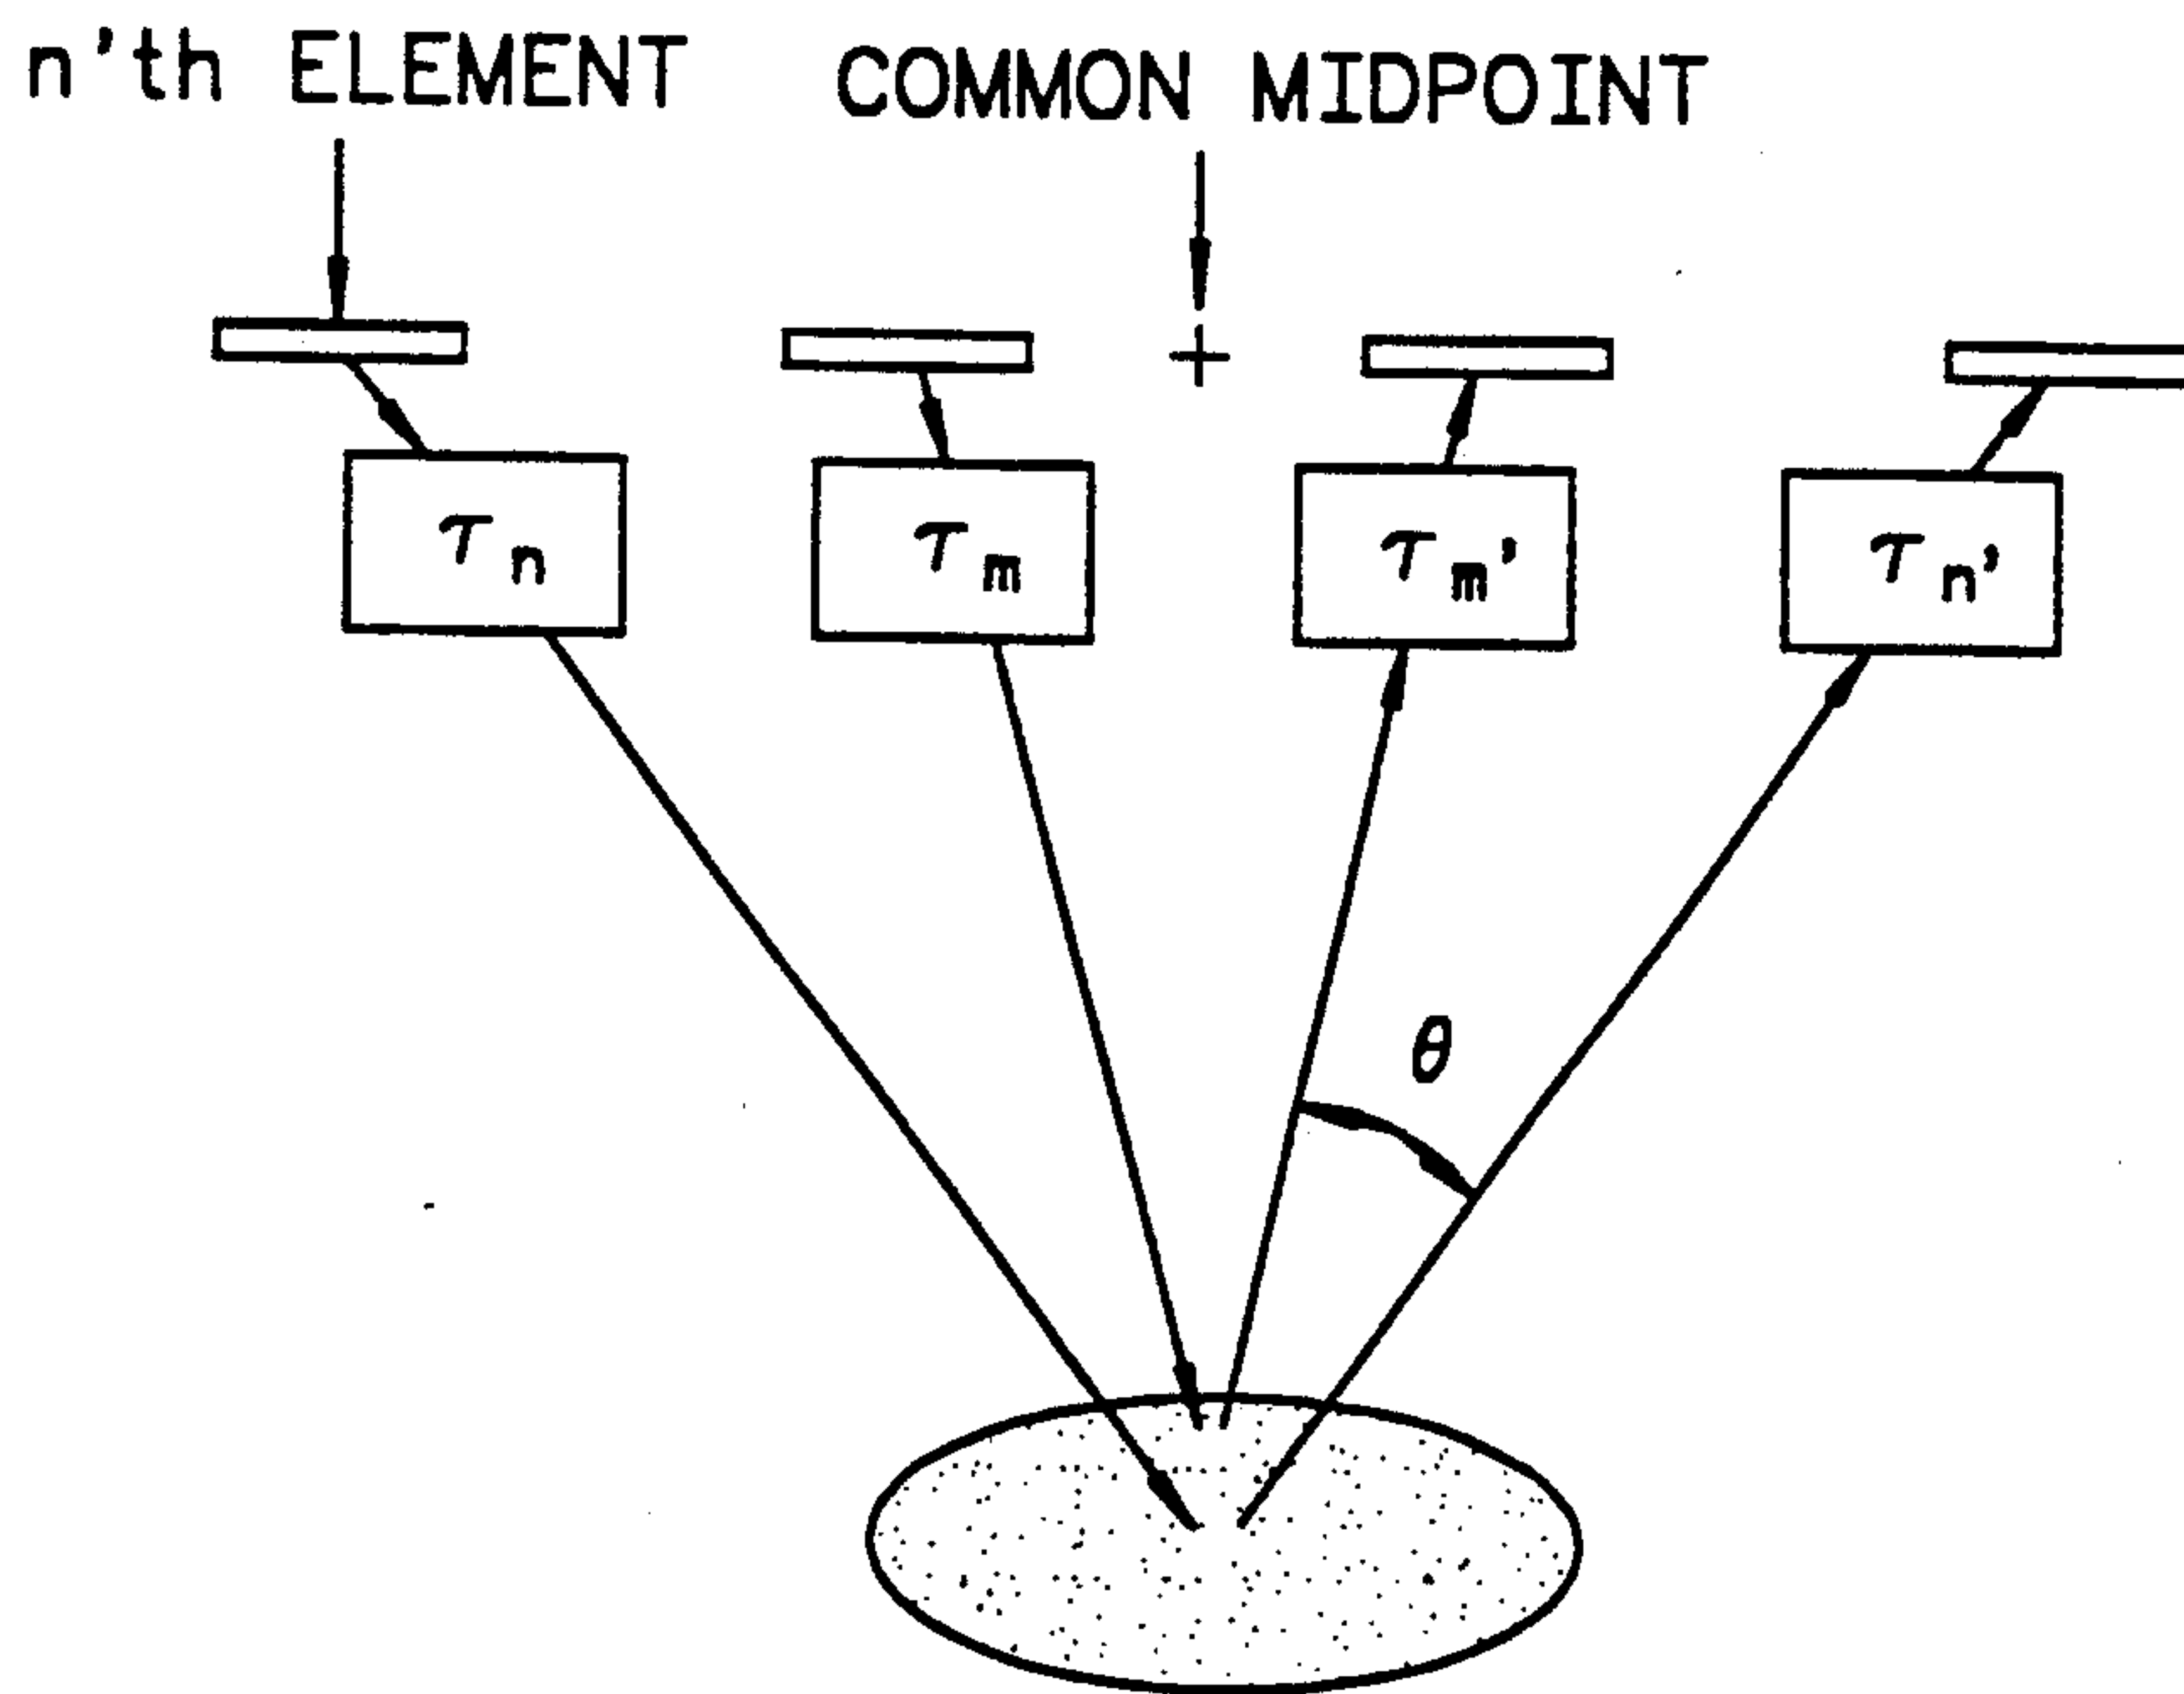 n'th ELEMENT
COMMON MIDPOINT
τn
τm
τm'
τn'
θ